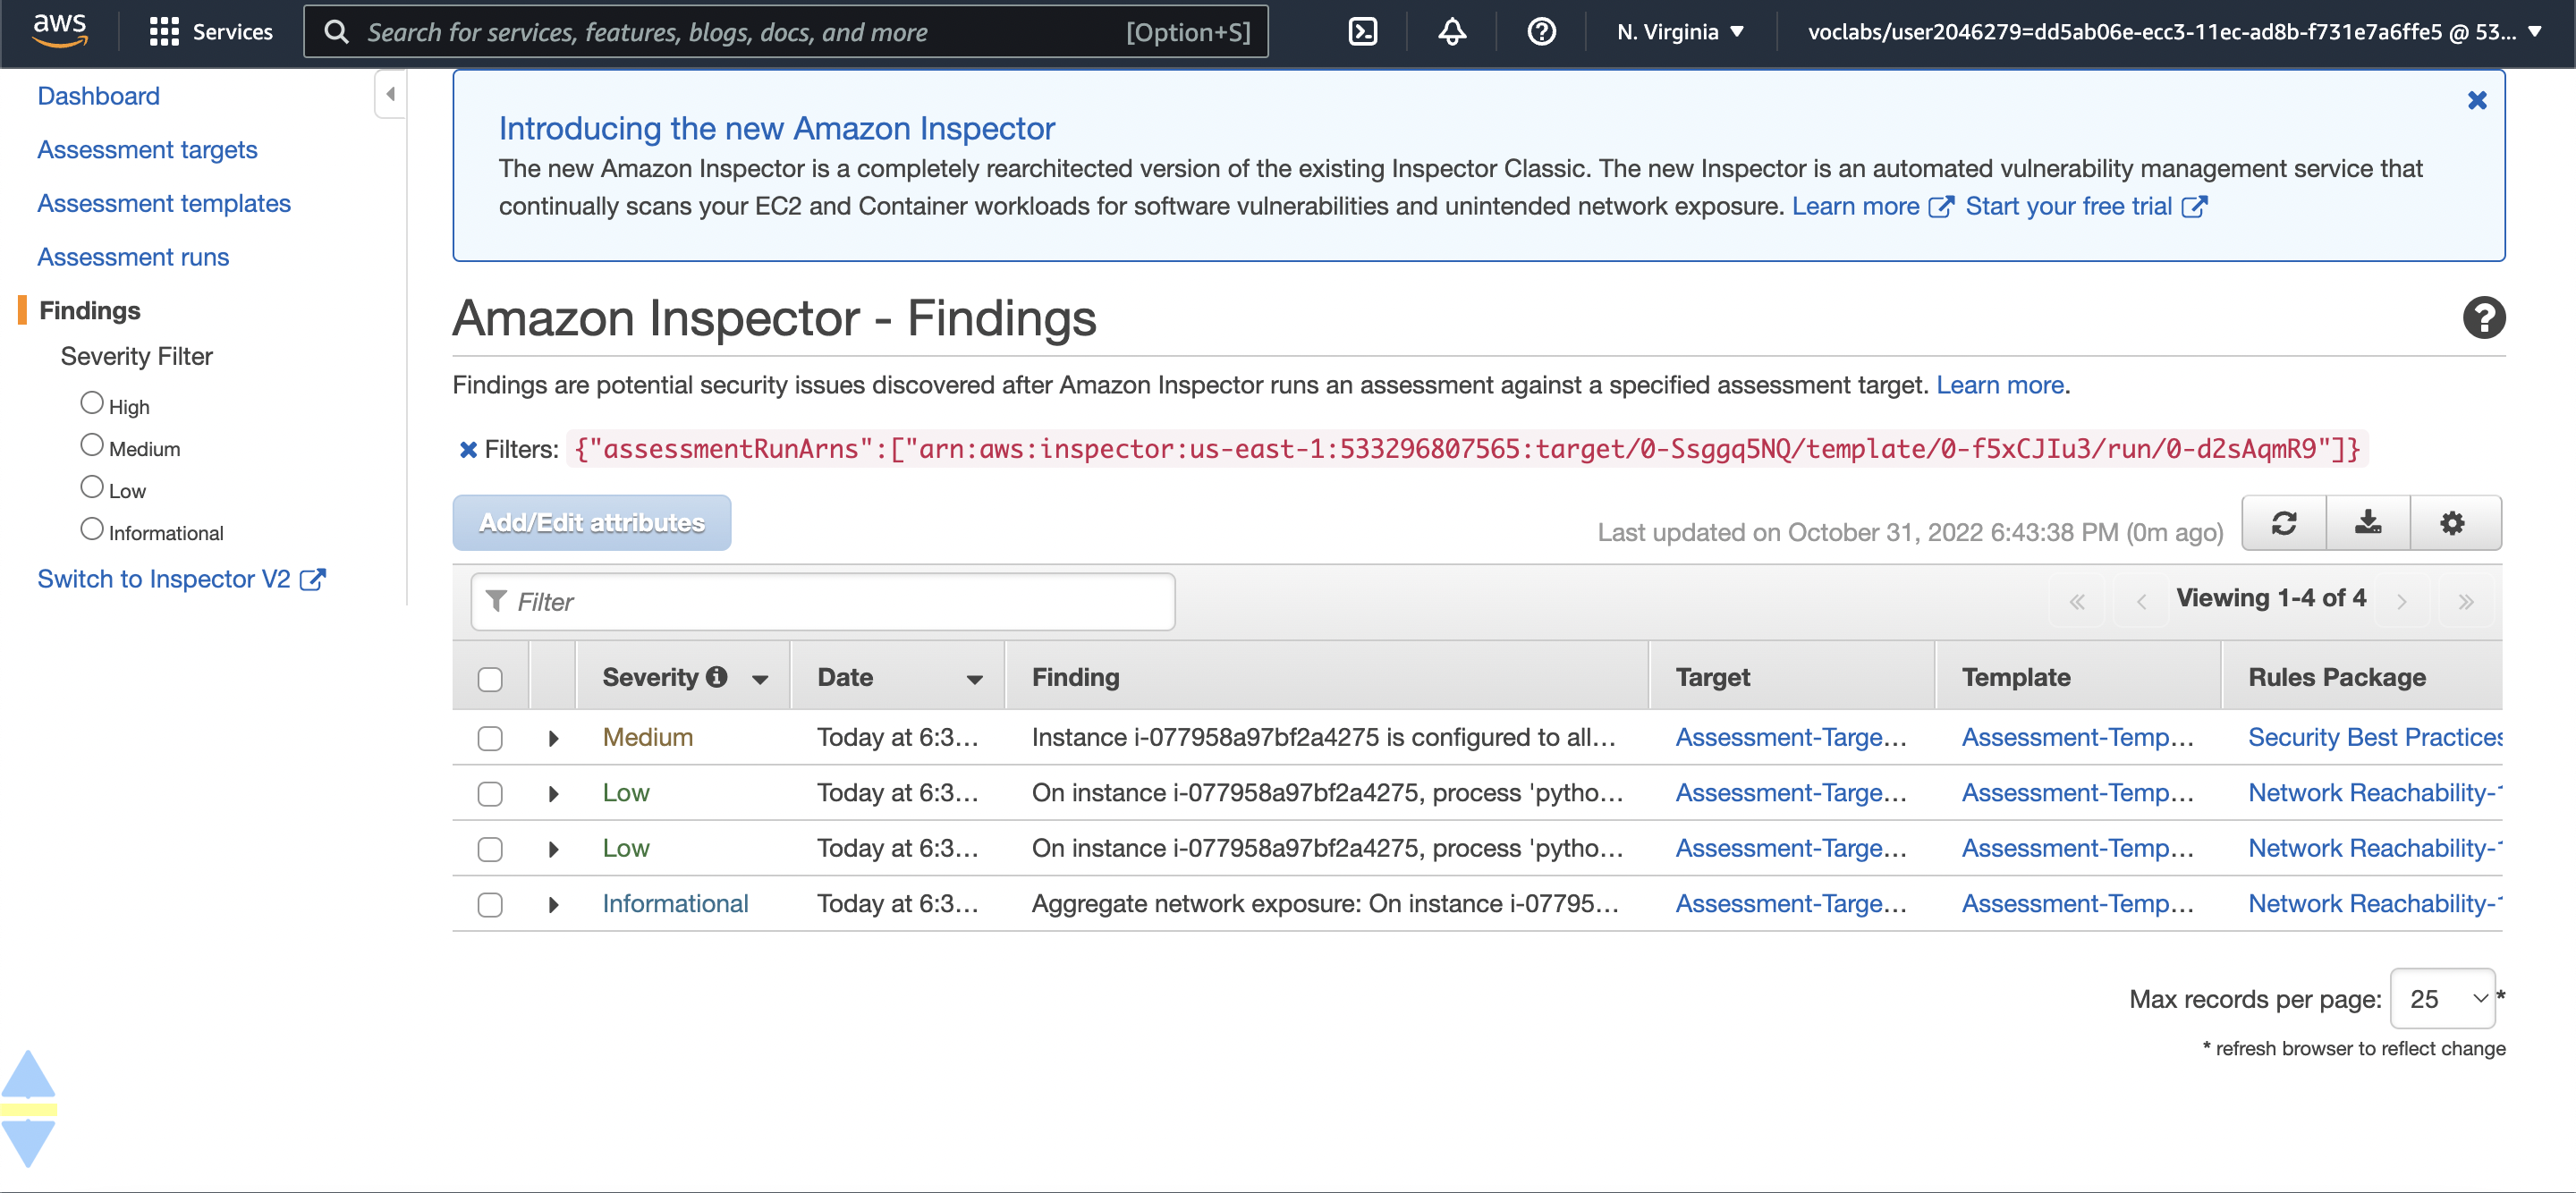 aws
Services
Search for services, features, blogs, docs, and more [Option+S]
N. Virginia
voclabs/user2046279=dd5ab06e-ecc3-11ec-ad8b-f731e7a6ffe5 @ 53...
Dashboard
Assessment targets
Assessment templates
Assessment runs
Findings
Severity Filter
High
Medium
Low
Informational
Switch to Inspector V2
Introducing the new Amazon Inspector
The new Amazon Inspector is a completely rearchitected version of the existing Inspector Classic. The new Inspector is an automated vulnerability management service that
continually scans your EC2 and Container workloads for software vulnerabilities and unintended network exposure. Learn more Start your free trial
Amazon Inspector - Findings
Findings are potential security issues discovered after Amazon Inspector runs an assessment against a specified assessment target. Learn more.
Filters: {"assessmentRunArns":["arn:aws:inspector:us-east-1:533296807565:target/0-Ssggq5NQ/template/0-f5xCJIu3/run/0-d2sAqmR9"]}
Add/Edit attributes
Last updated on October 31, 2022 6:43:38 PM (0m ago)
Filter
« ‹ Viewing 1-4 of 4 › »
Severity Date Finding Target Template Rules Package
Medium Today at 6:3... Instance i-077958a97bf2a4275 is configured to all... Assessment-Targe... Assessment-Temp... Security Best Practices
Low Today at 6:3... On instance i-077958a97bf2a4275, process 'pytho... Assessment-Targe... Assessment-Temp... Network Reachability-1
Low Today at 6:3... On instance i-077958a97bf2a4275, process 'pytho... Assessment-Targe... Assessment-Temp... Network Reachability-1
Informational Today at 6:3... Aggregate network exposure: On instance i-07795... Assessment-Targe... Assessment-Temp... Network Reachability-1
Max records per page: 25 *
* refresh browser to reflect change